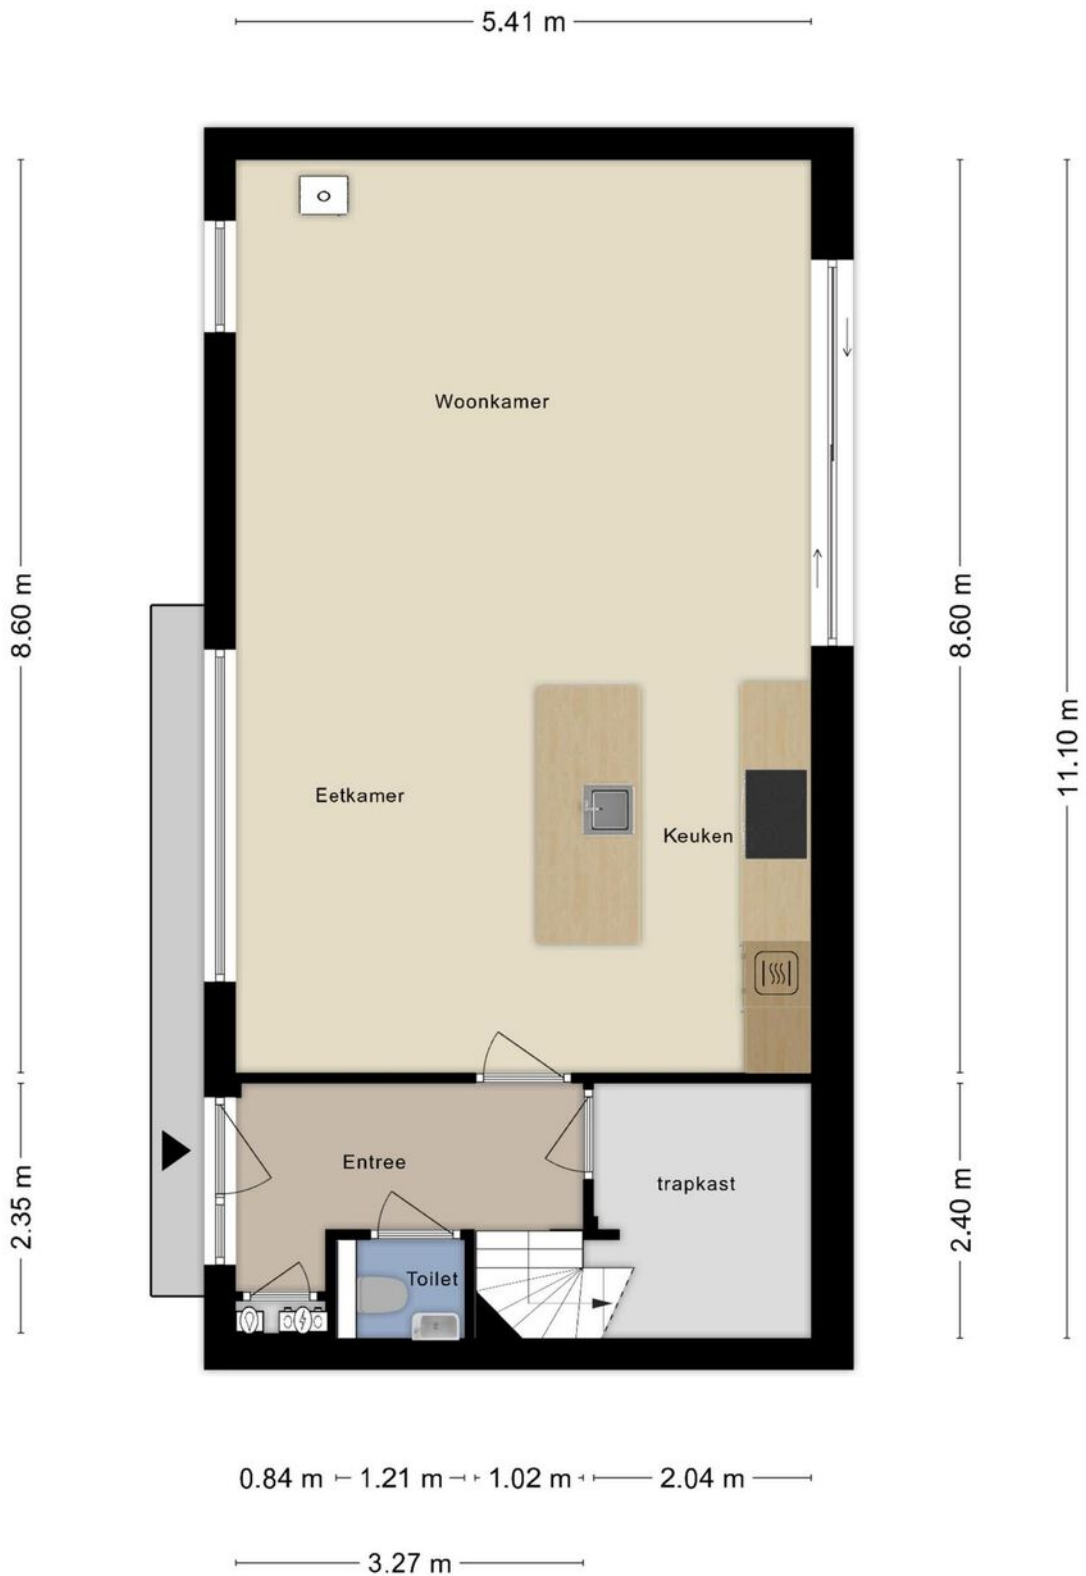 5.41 m
Woonkamer
8.60 m
8.60 m
11.10 m
Eetkamer
Keuken
Entree
trapkast
2.35 m
2.40 m
Toilet
0.84 m
1.21 m
1.02 m
2.04 m
3.27 m